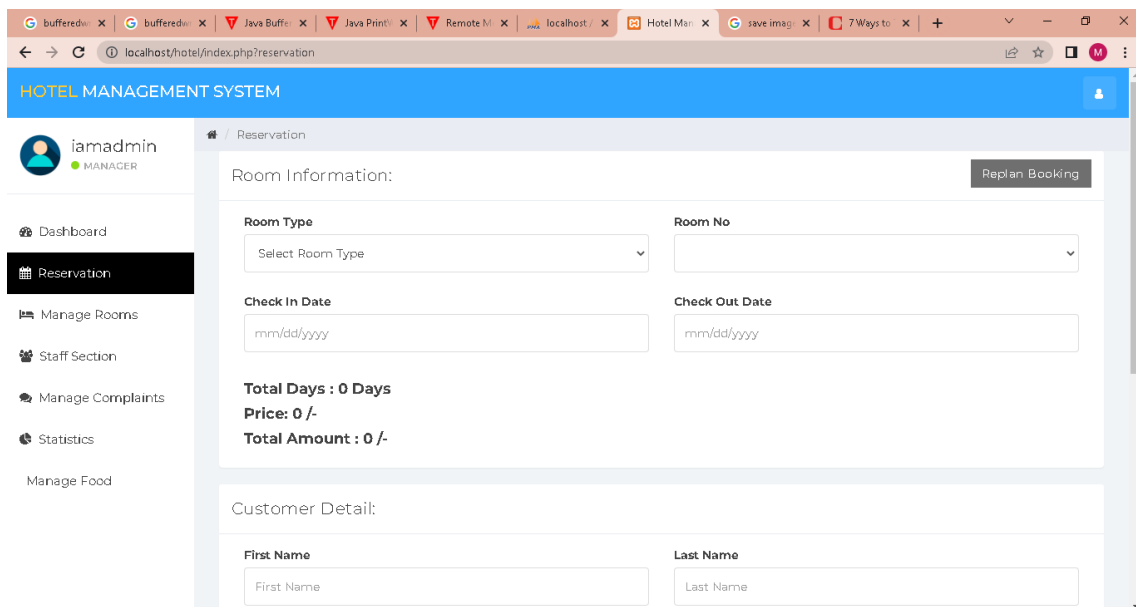 G bufferedw
G bufferedw
Java Buffer
Java PrintW
Remote M
localhost /
Hotel Man
G save image
7 Ways to
localhost/hotel/index.php?reservation
M
HOTEL MANAGEMENT SYSTEM
iamadmin
MANAGER
/ Reservation
Room Information:
Replan Booking
Dashboard
Reservation
Manage Rooms
Staff Section
Manage Complaints
Statistics
Manage Food
Room Type
Room No
Select Room Type
Check In Date
Check Out Date
mm/dd/yyyy
mm/dd/yyyy
Total Days : 0 Days
Price: 0 /-
Total Amount : 0 /-
Customer Detail:
First Name
Last Name
First Name
Last Name